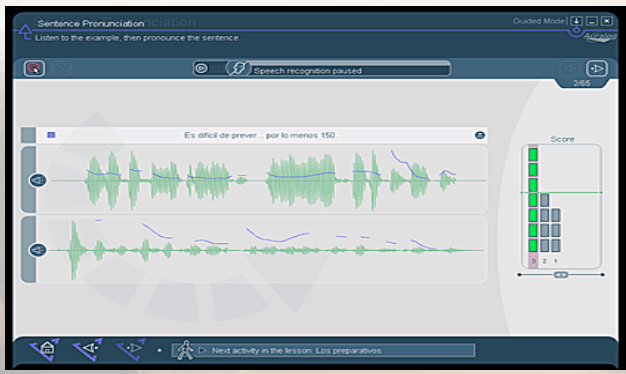 Sentence Pronunciation
Guided Mode
Listen to the example, then pronounce the sentence.
Auralog
Speech recognition paused
2/65
Es difícil de prever... por lo menos 150.
Score
3 2 1
Next activity in the lesson: Los preparativos